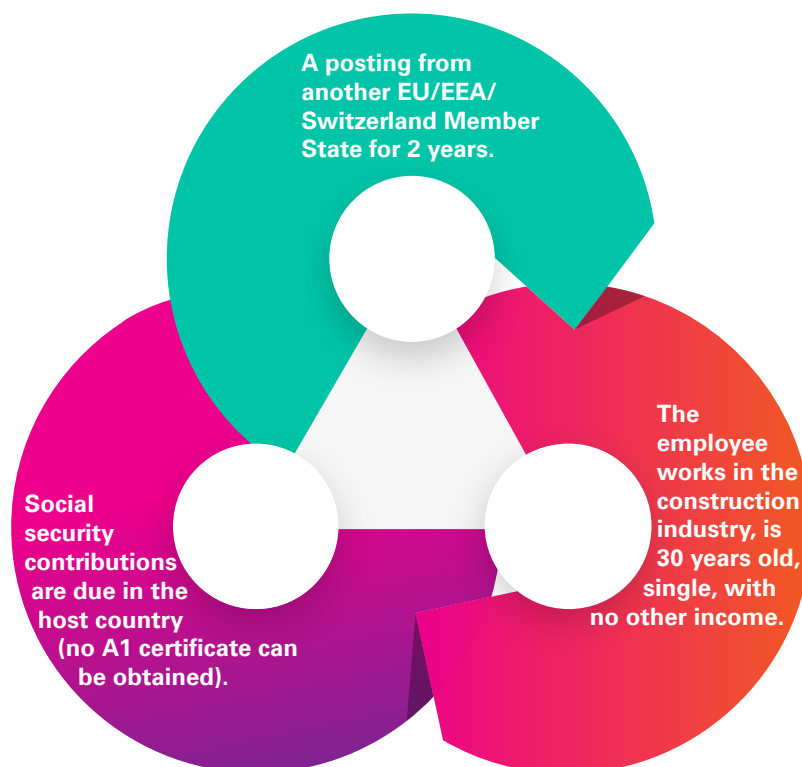 A posting from
another EU/EEA/
Switzerland Member
State for 2 years.
The
employee
works in the
construction
industry, is
30 years old,
single, with
no other income.
Social
security
contributions
are due in the
host country
(no A1 certificate can
be obtained).